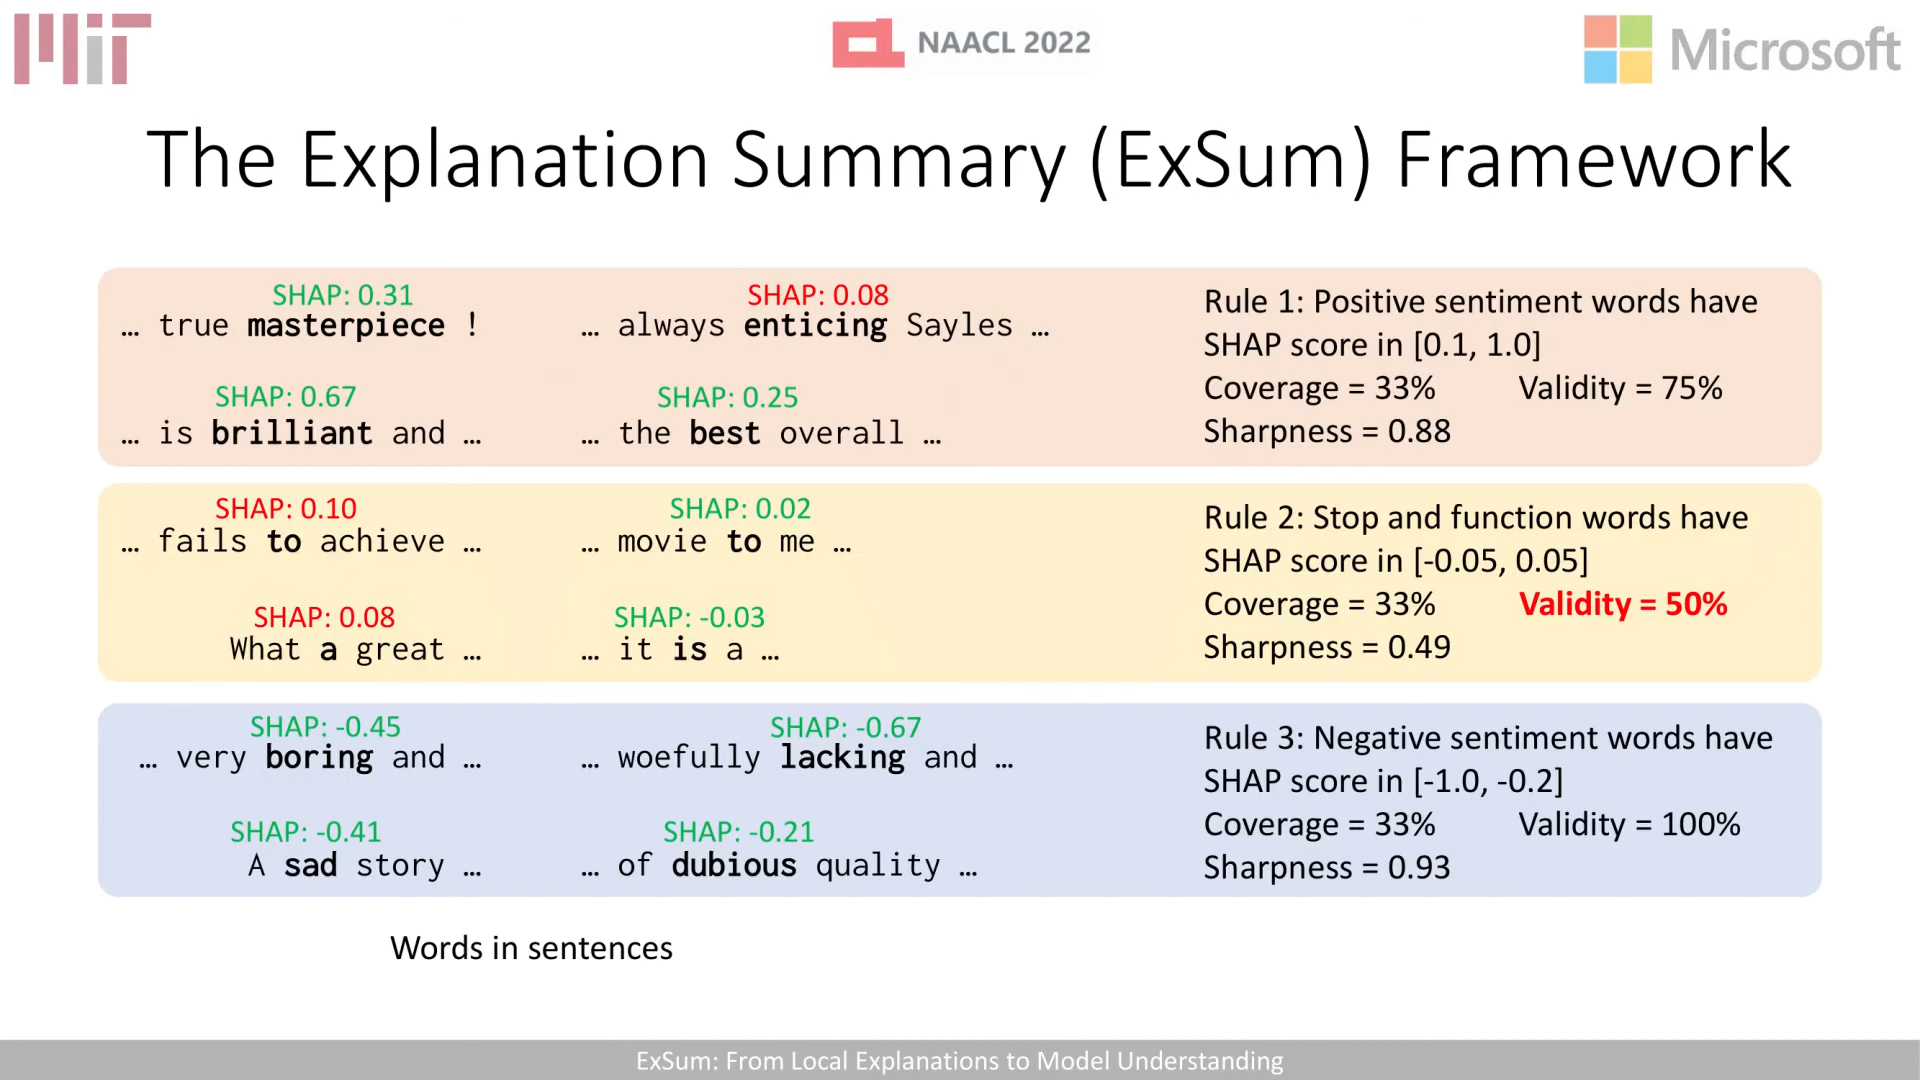 MIT
NAACL 2022
Microsoft
The Explanation Summary (ExSum) Framework
SHAP: 0.31
… true masterpiece !
SHAP: 0.08
… always enticing Sayles …
SHAP: 0.67
… is brilliant and …
SHAP: 0.25
… the best overall …
Rule 1: Positive sentiment words have
SHAP score in [0.1, 1.0]
Coverage = 33% Validity = 75%
Sharpness = 0.88
SHAP: 0.10
… fails to achieve …
SHAP: 0.02
… movie to me …
SHAP: 0.08
What a great …
SHAP: -0.03
… it is a …
Rule 2: Stop and function words have
SHAP score in [-0.05, 0.05]
Coverage = 33% Validity = 50%
Sharpness = 0.49
SHAP: -0.45
… very boring and …
SHAP: -0.67
… woefully lacking and …
SHAP: -0.41
A sad story …
SHAP: -0.21
… of dubious quality …
Rule 3: Negative sentiment words have
SHAP score in [-1.0, -0.2]
Coverage = 33% Validity = 100%
Sharpness = 0.93
Words in sentences
ExSum: From Local Explanations to Model Understanding